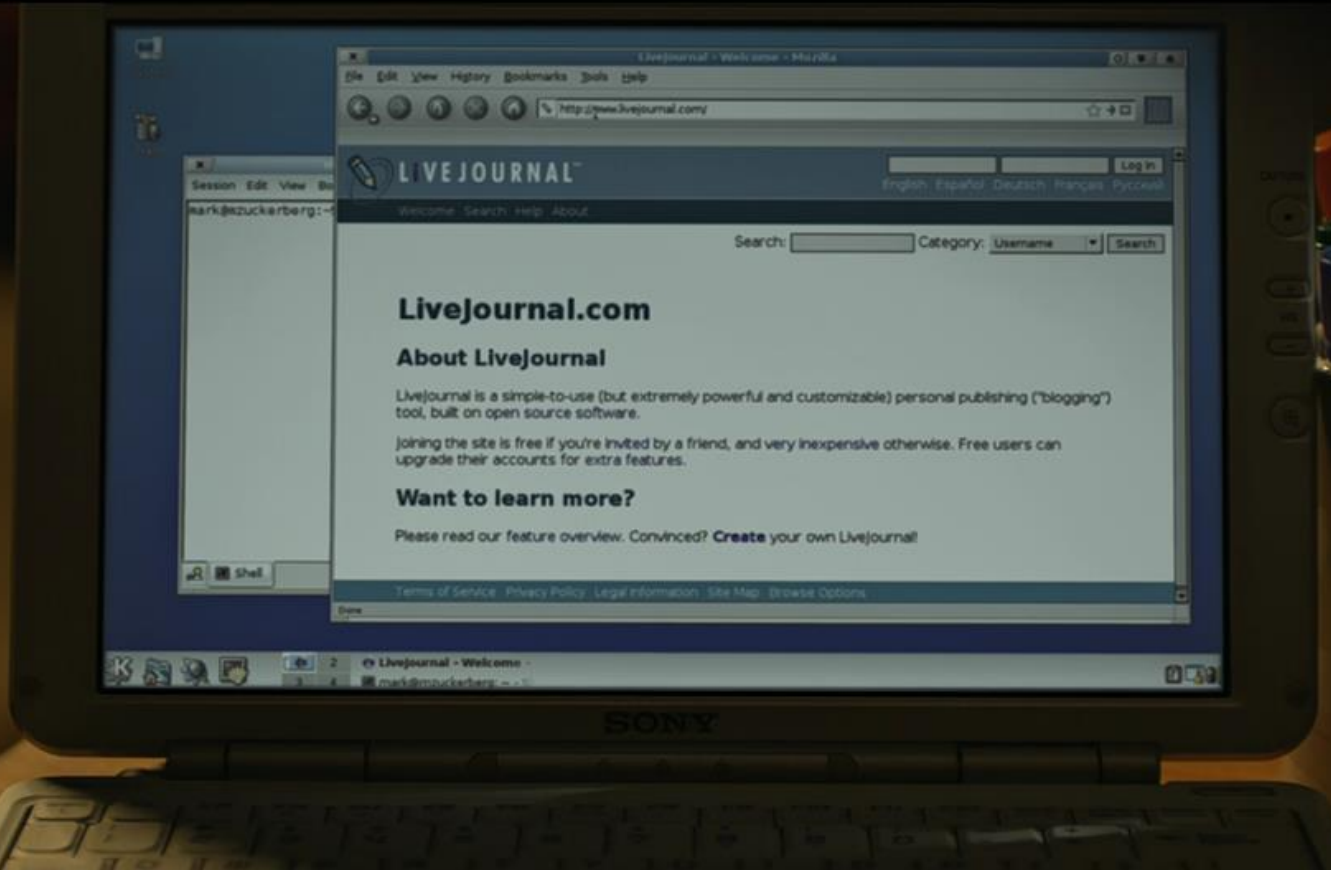 LiveJournal - Welcome - Mozilla
File Edit View History Bookmarks Tools Help
http://www.livejournal.com/
LiVEJOURNAL™
Log in
English Español Deutsch Français Русский
Welcome Search Help About
Search: Category: Username Search
Session Edit View
mark@mzuckerberg:~
LiveJournal.com
About LiveJournal
LiveJournal is a simple-to-use (but extremely powerful and customizable) personal publishing ("blogging")
tool, built on open source software.
Joining the site is free if you're invited by a friend, and very inexpensive otherwise. Free users can
upgrade their accounts for extra features.
Want to learn more?
Please read our feature overview. Convinced? Create your own LiveJournal!
Shell
Terms of Service Privacy Policy Legal Information Site Map Browse Options
Done
2 LiveJournal - Welcome -
3 4 mark@mzuckerberg: ~ -
SONY